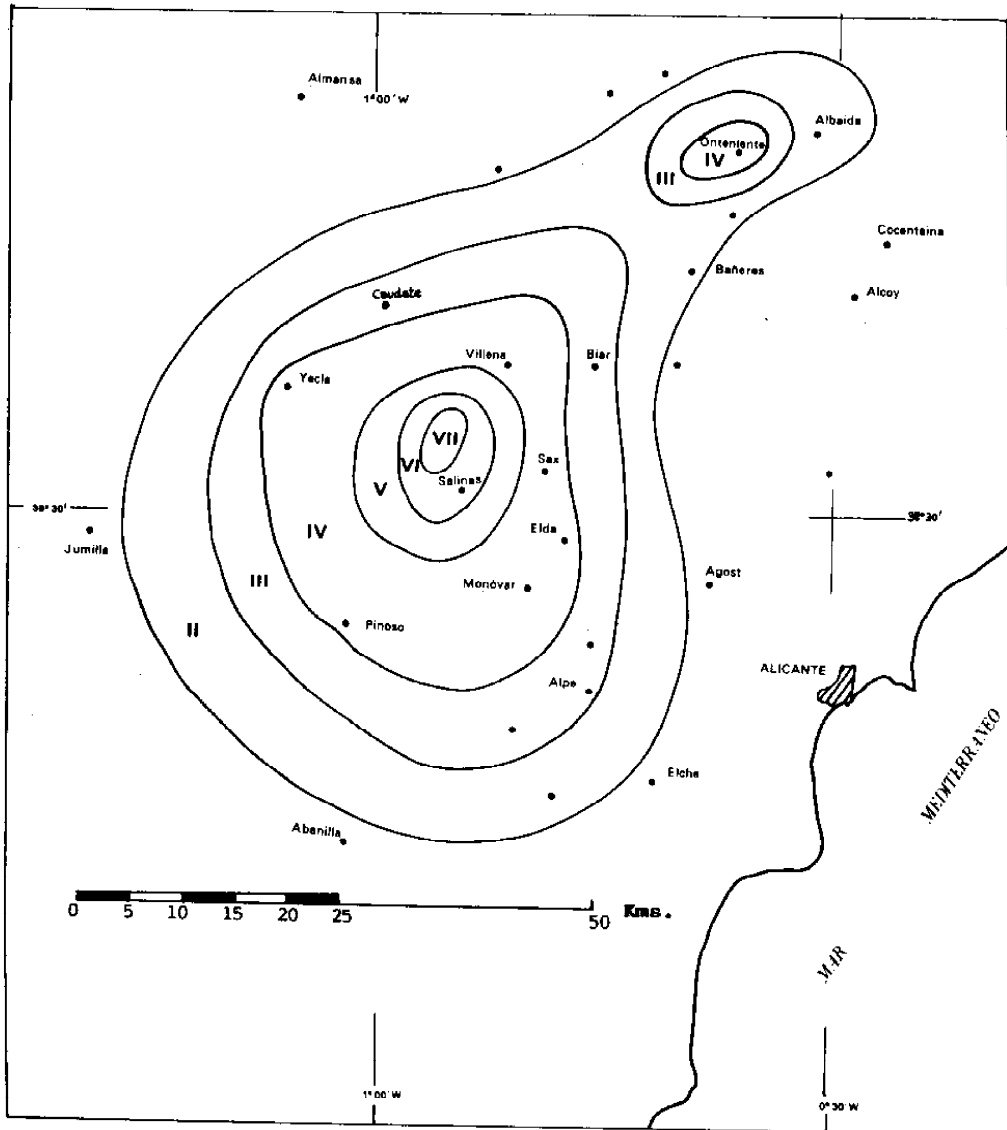 Almansa
1°00'W
Albaida
Onteniente
IV
III
Cocentaina
Bañeres
Alcoy
Caudete
Villena
Biar
Yecla
VII
VI
Sax
V
Salinas
38°30'
38°30'
Jumilla
IV
Elda
III
Monóvar
Agost
II
Pinoso
ALICANTE
Aspe
MAR MEDITERRANEO
Elche
Abanilla
0 5 10 15 20 25 50 Kms.
1°00'W
0°30'W